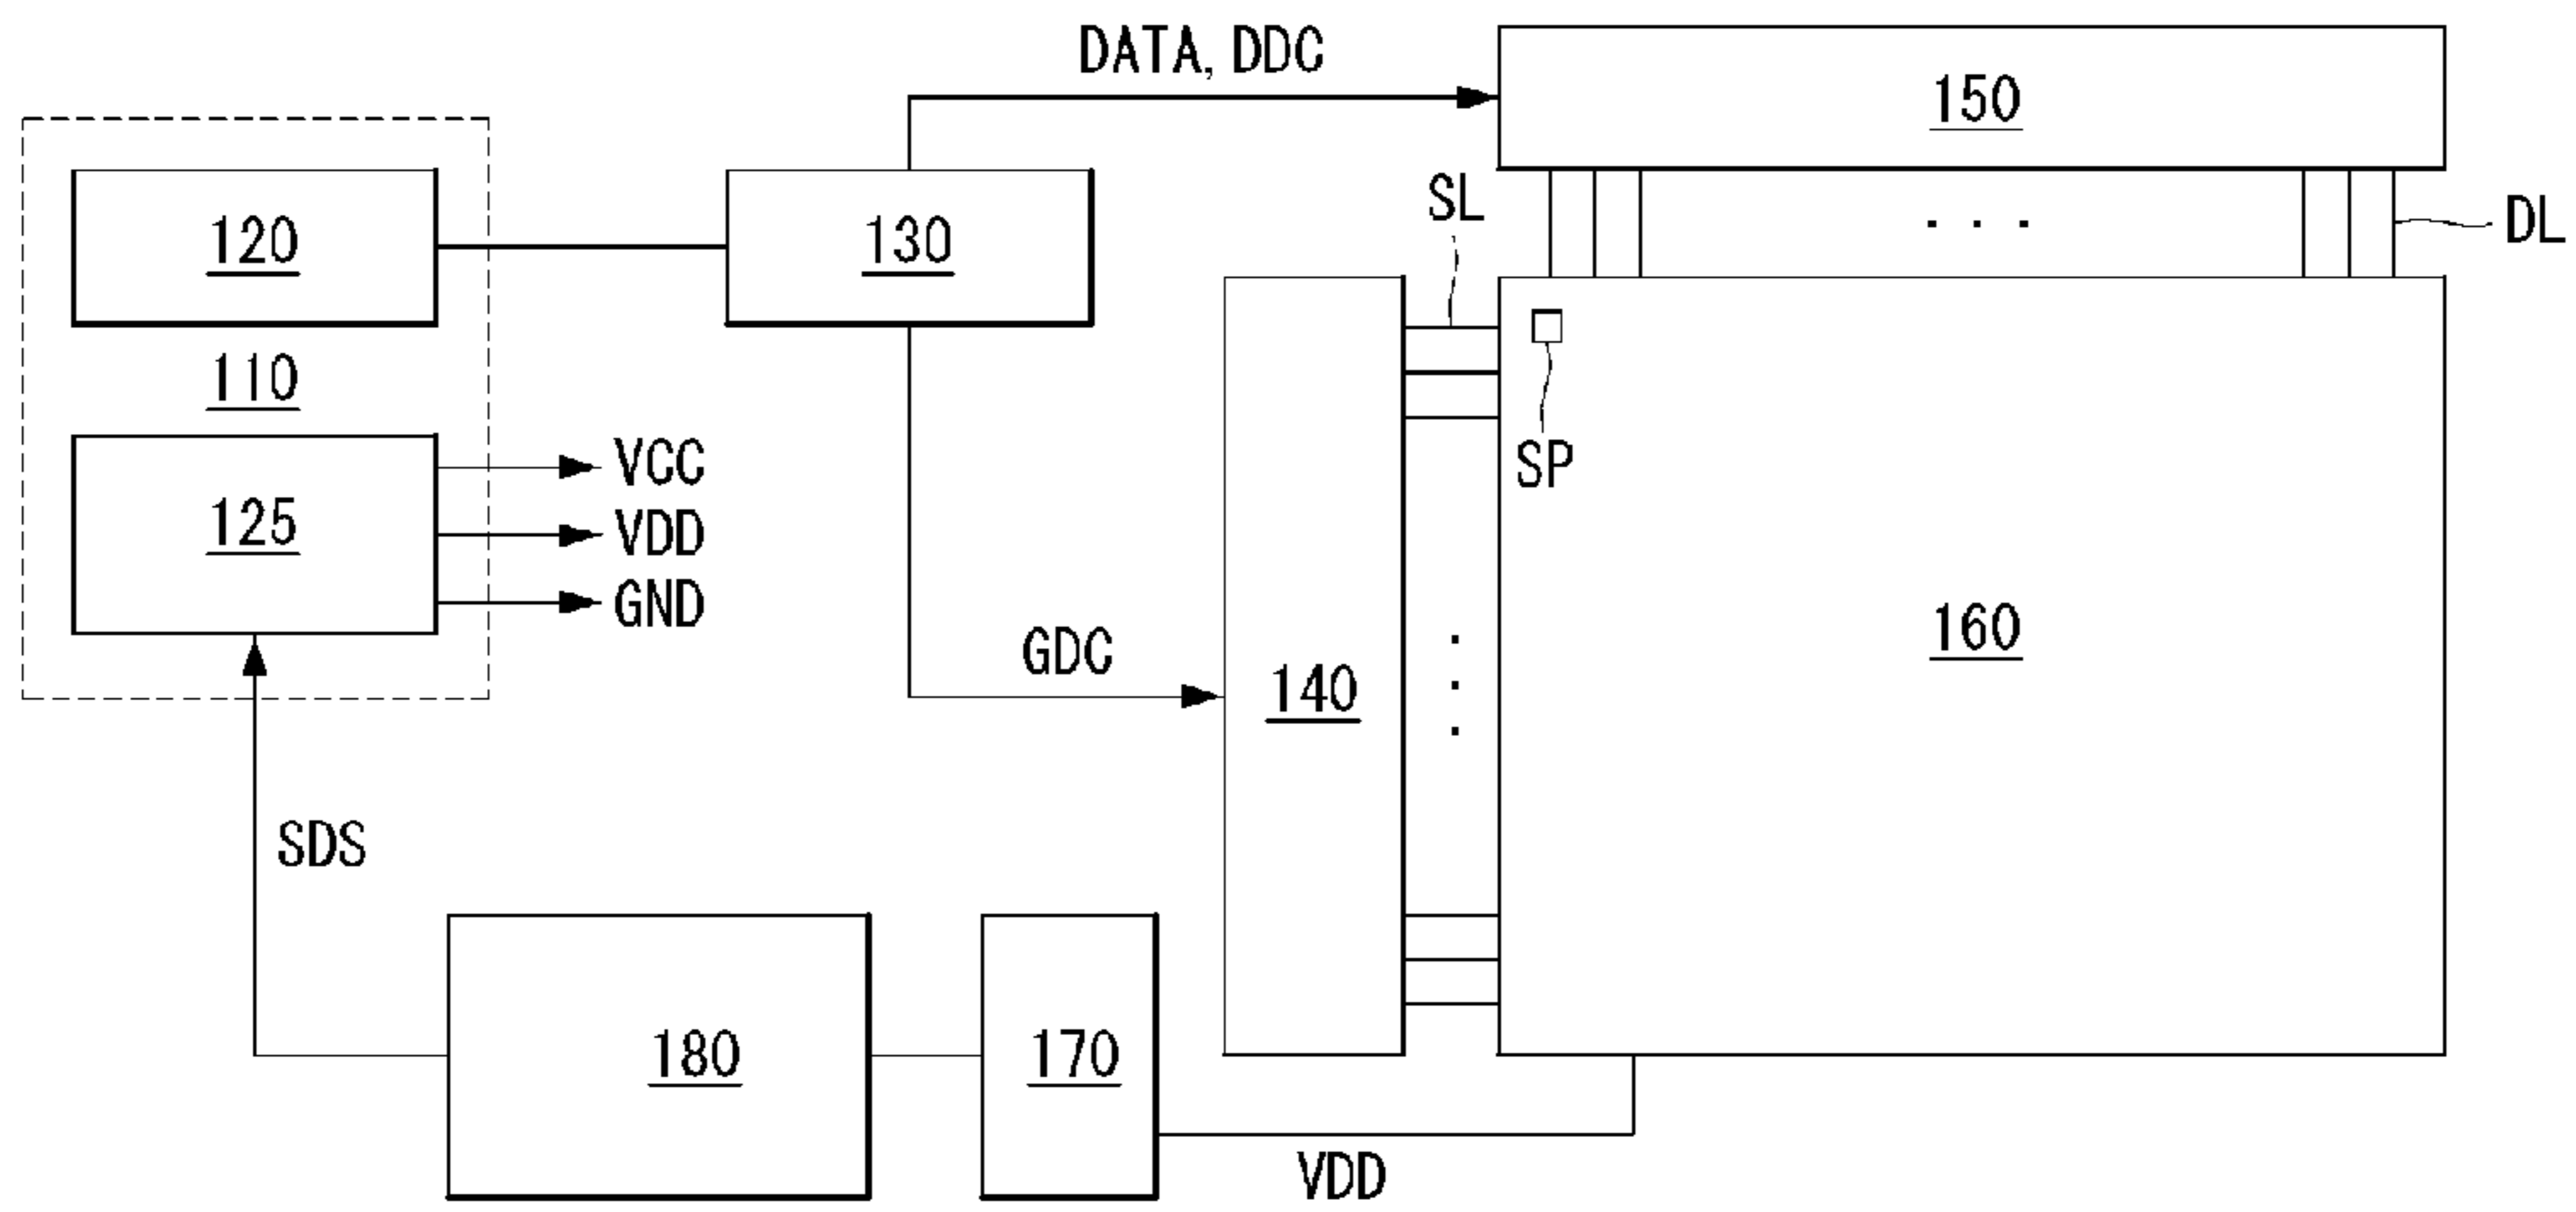 DATA, DDC
150
120
130
SL
DL
110
VCC
SP
125
VDD
GND
160
GDC
140
SDS
180
170
VDD